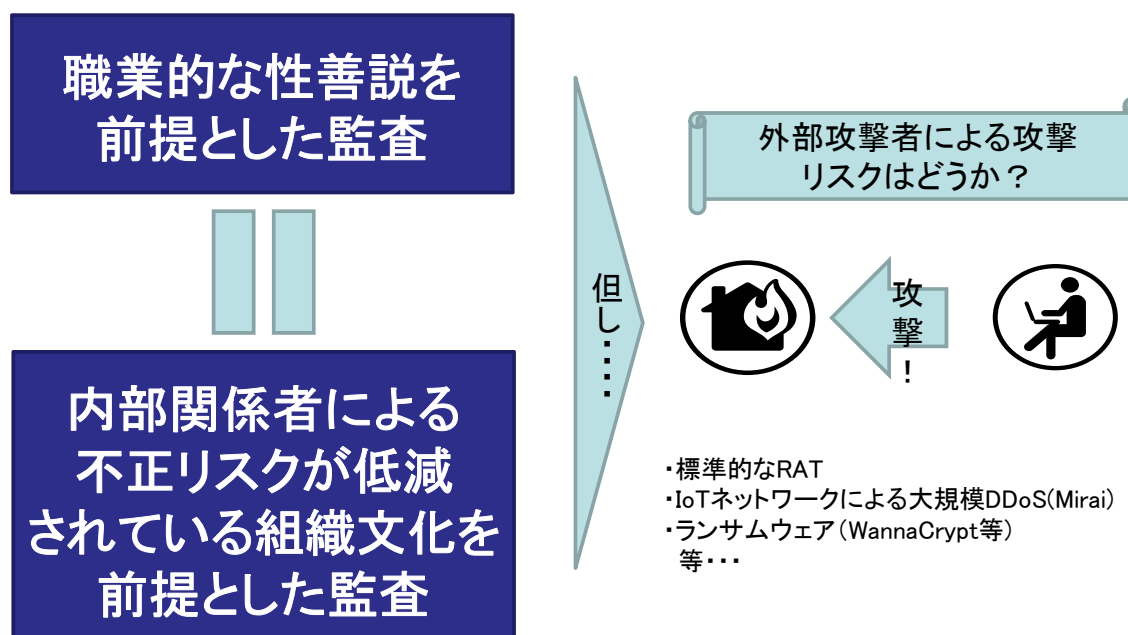 職業的な性善説を
前提とした監査
内部関係者による
不正リスクが低減
されている組織文化を
前提とした監査
但し・・・・
外部攻撃者による攻撃
リスクはどうか？
攻撃！
・標準的なRAT
・IoTネットワークによる大規模DDoS(Mirai)
・ランサムウェア（WannaCrypt等）
等・・・